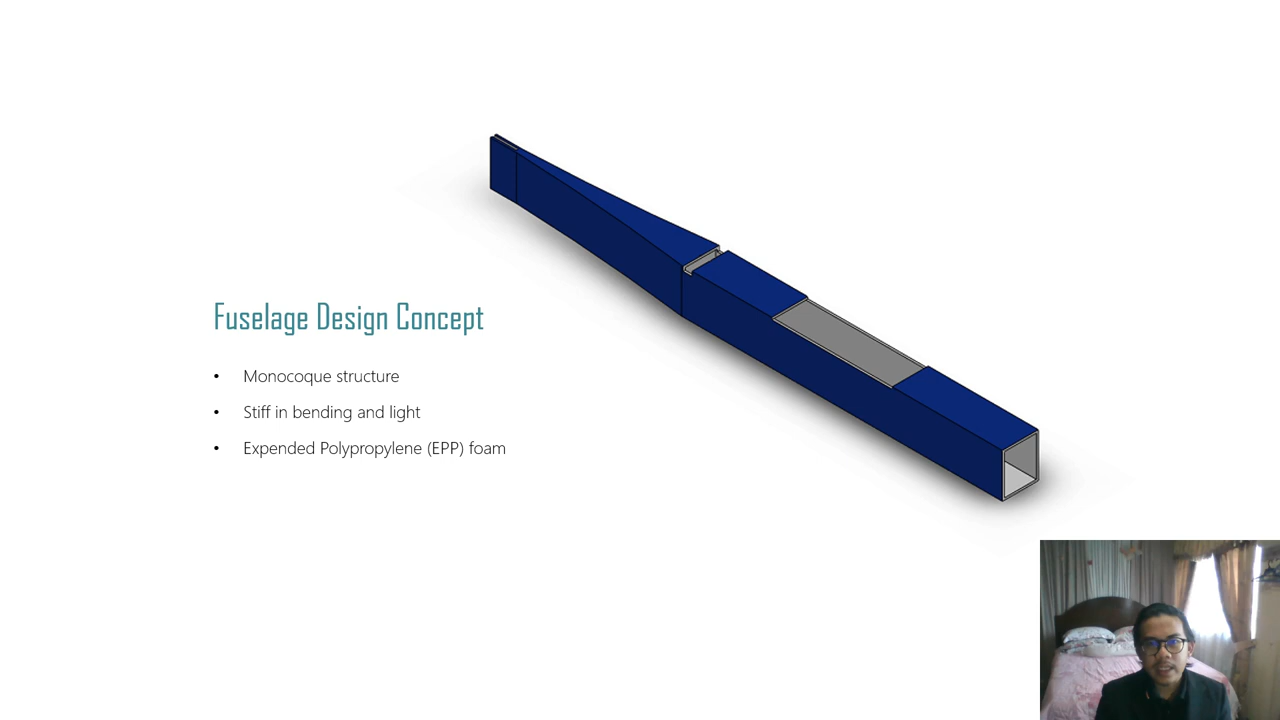 Fuselage Design Concept
• Monocoque structure
• Stiff in bending and light
• Expended Polypropylene (EPP) foam